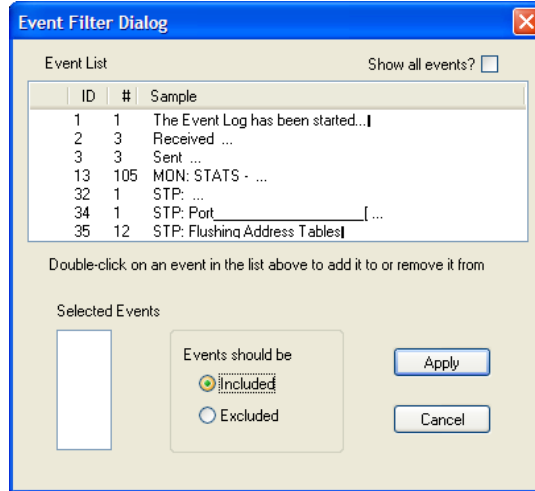 Event Filter Dialog
Event List Show all events?
ID # Sample
1 1 The Event Log has been started...
2 3 Received ...
3 3 Sent ...
13 105 MON: STATS - ...
32 1 STP: ...
34 1 STP: Port____________________[ ...
35 12 STP: Flushing Address Tables
Double-click on an event in the list above to add it to or remove it from
Selected Events
Events should be
Included
Excluded
Apply
Cancel